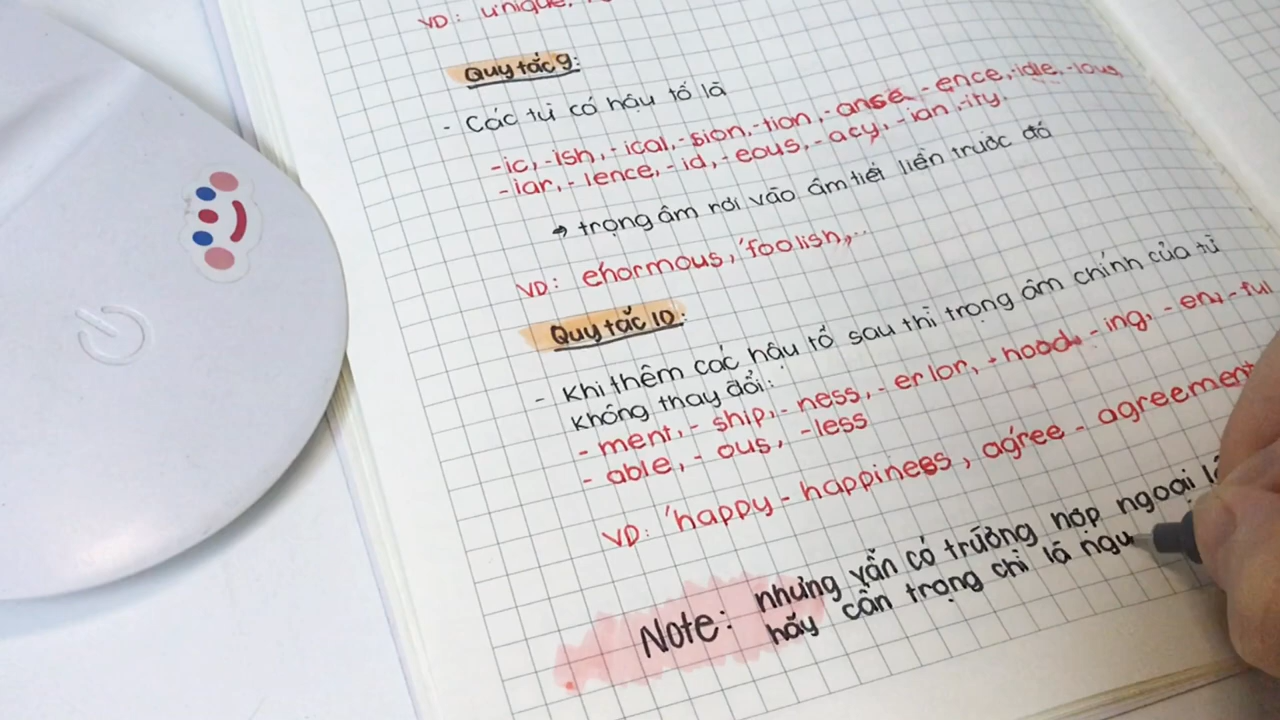 VD: unique,
Quy tắc 9:
- Các từ có hậu tố là
-ic, -ish, -ical, -sion, -tion, -anse -ence, -idle, -ious,
-iar, -ience, -id, -eous, -acy, -ian, -ity.
→ trọng âm rơi vào âm tiết liền trước đó
VD: e'normous, 'foolish,...
Quy tắc 10:
- Khi thêm các hậu tố sau thì trọng âm chính của từ
không thay đổi:
-ment, -ship, -ness, -er/or, -hood, -ing, -en, -ful
-able, -ous, -less
VD: 'happy - happiness, a'gree - agreement
Note: nhưng vẫn có trường hợp ngoại
hãy cẩn trọng chỉ là ngu